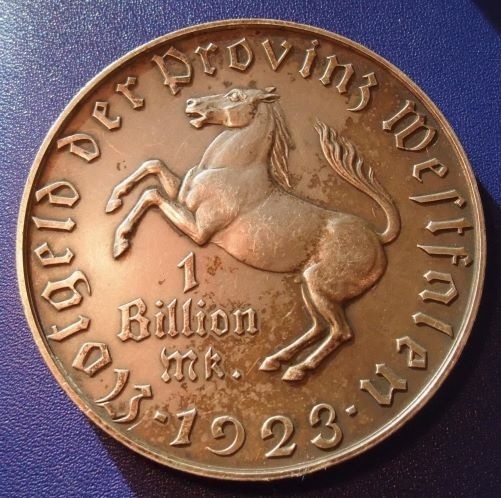 Notgeld der Provinz Westfalen
1
Billion
Mk.
· 1923 ·